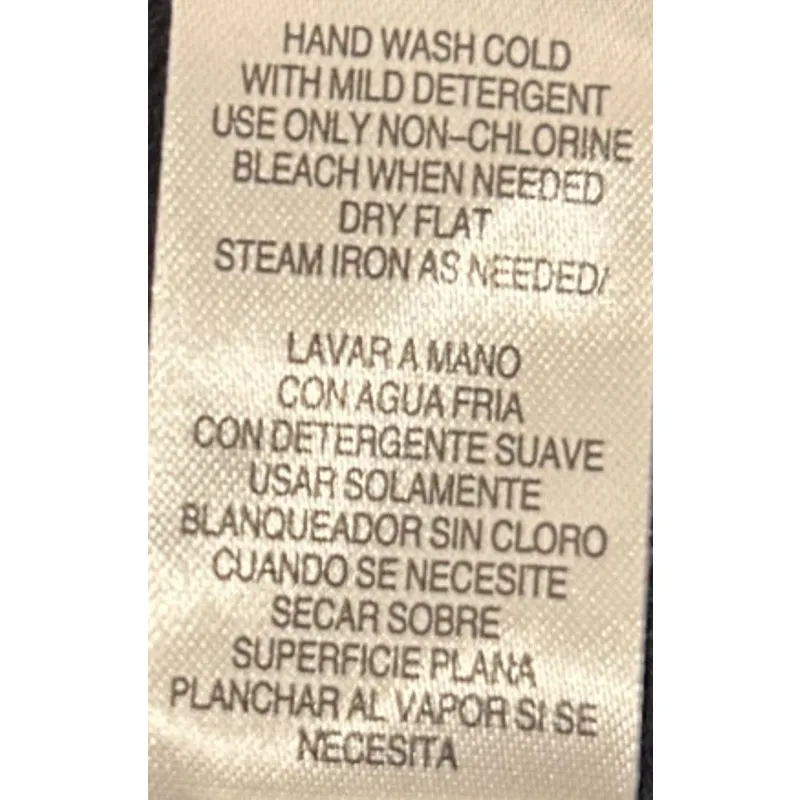 HAND WASH COLD
WITH MILD DETERGENT
USE ONLY NON-CHLORINE
BLEACH WHEN NEEDED
DRY FLAT
STEAM IRON AS NEEDED/
LAVAR A MANO
CON AGUA FRIA
CON DETERGENTE SUAVE
USAR SOLAMENTE
BLANQUEADOR SIN CLORO
CUANDO SE NECESITE
SECAR SOBRE
SUPERFICIE PLANA
PLANCHAR AL VAPOR SI SE
NECESITA